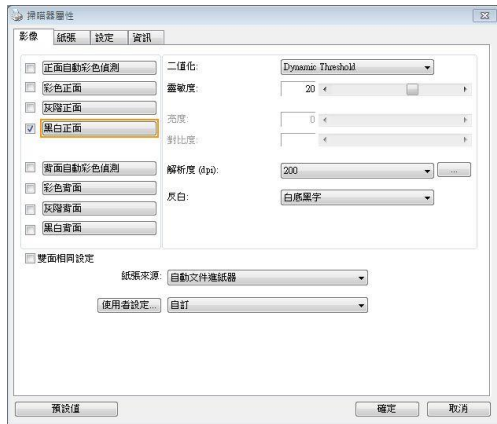 掃瞄器屬性
影像 紙張 設定 資訊
正面自動彩色偵測
彩色正面
灰階正面
黑白正面
背面自動彩色偵測
彩色背面
灰階背面
黑白背面
二值化: Dynamic Threshold
靈敏度: 20
亮度: 0
對比度:
解析度 (dpi): 200 ...
反白: 白底黑字
雙面相同設定
紙張來源: 自動文件進紙器
使用者設定... 自訂
預設值 確定 取消